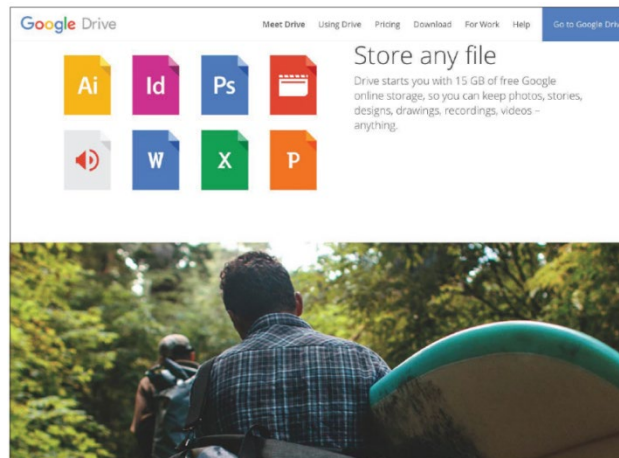 Google Drive
Meet Drive Using Drive Pricing Download For Work Help Go to Google Driv
Ai Id Ps
W X P
Store any file
Drive starts you with 15 GB of free Google
online storage, so you can keep photos, stories,
designs, drawings, recordings, videos –
anything.